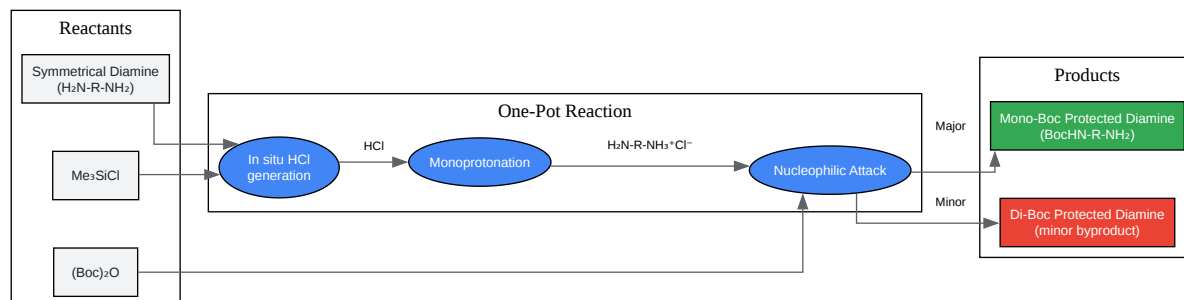 Reactants
Symmetrical Diamine
(H₂N-R-NH₂)
Me₃SiCl
(Boc)₂O
One-Pot Reaction
In situ HCl
generation
HCl
Monoprotonation
H₂N-R-NH₃⁺Cl⁻
Nucleophilic Attack
Major
Minor
Products
Mono-Boc Protected Diamine
(BocHN-R-NH₂)
Di-Boc Protected Diamine
(minor byproduct)